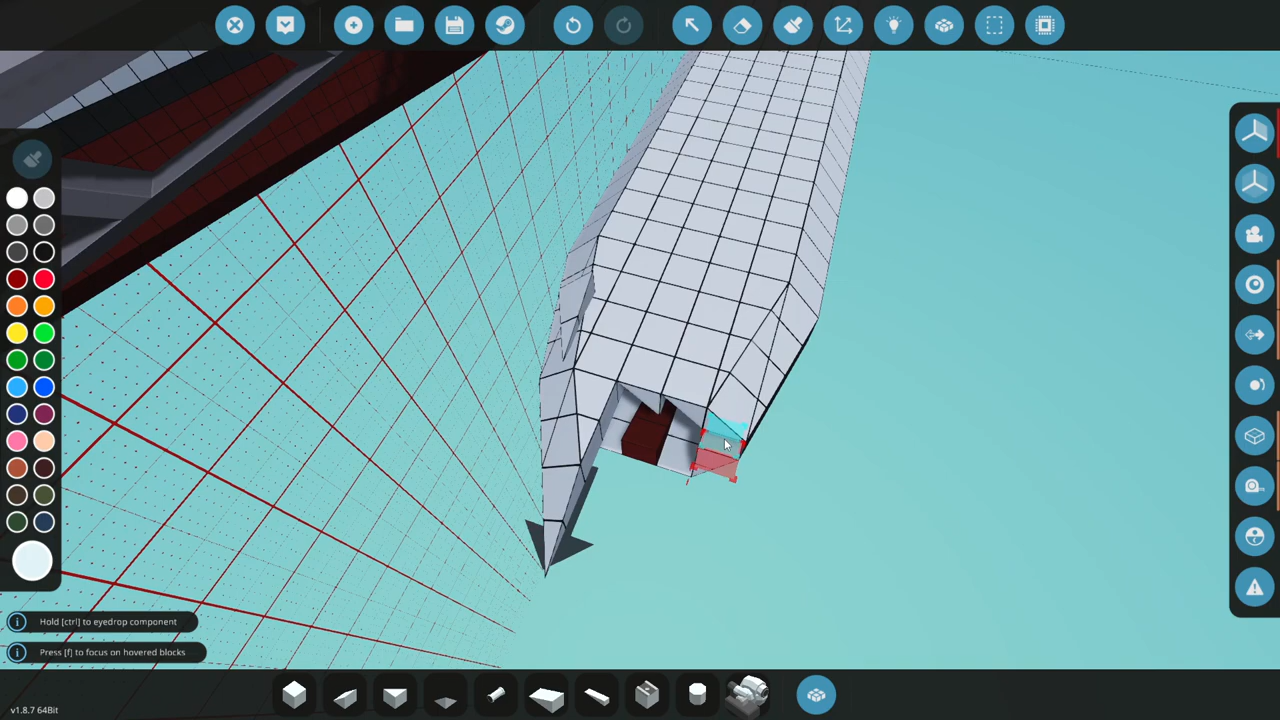 Hold [ctrl] to eyedrop component
Press [f] to focus on hovered blocks
v1.8.7 64Bit